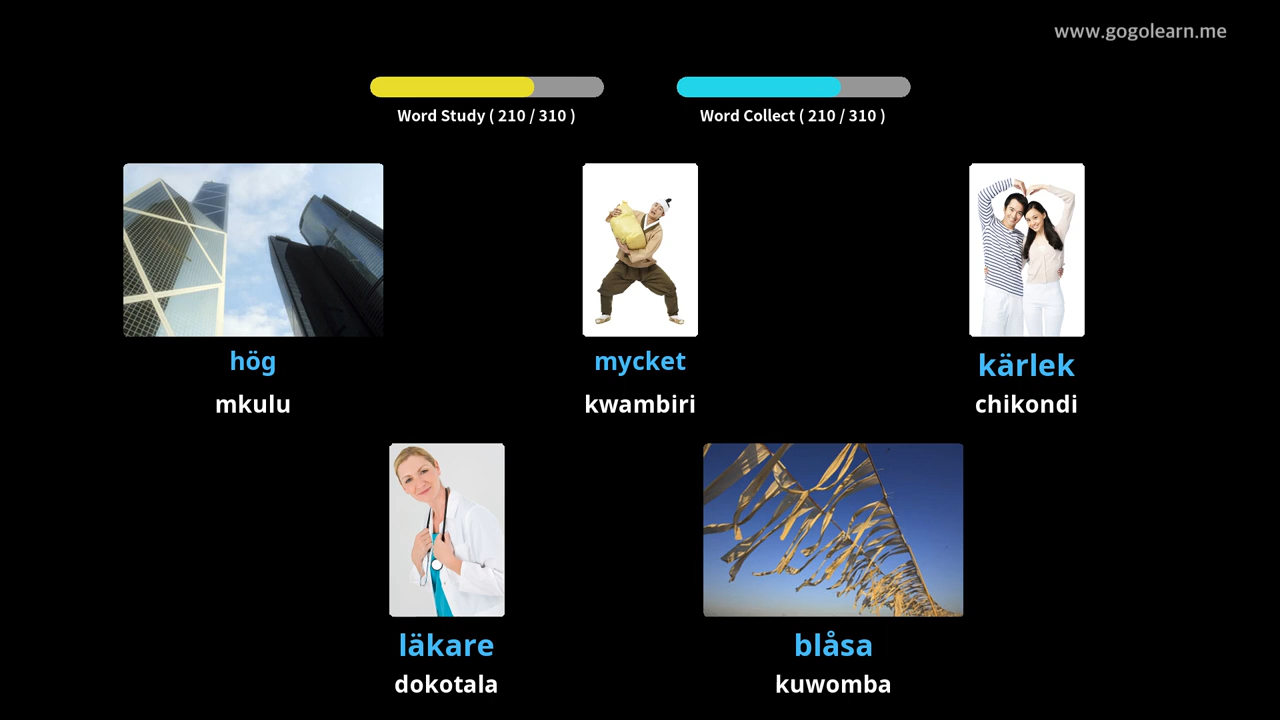 www.gogolearn.me
Word Study ( 210 / 310 )
Word Collect ( 210 / 310 )
hög
mkulu
mycket
kwambiri
kärlek
chikondi
läkare
dokotala
blåsa
kuwomba